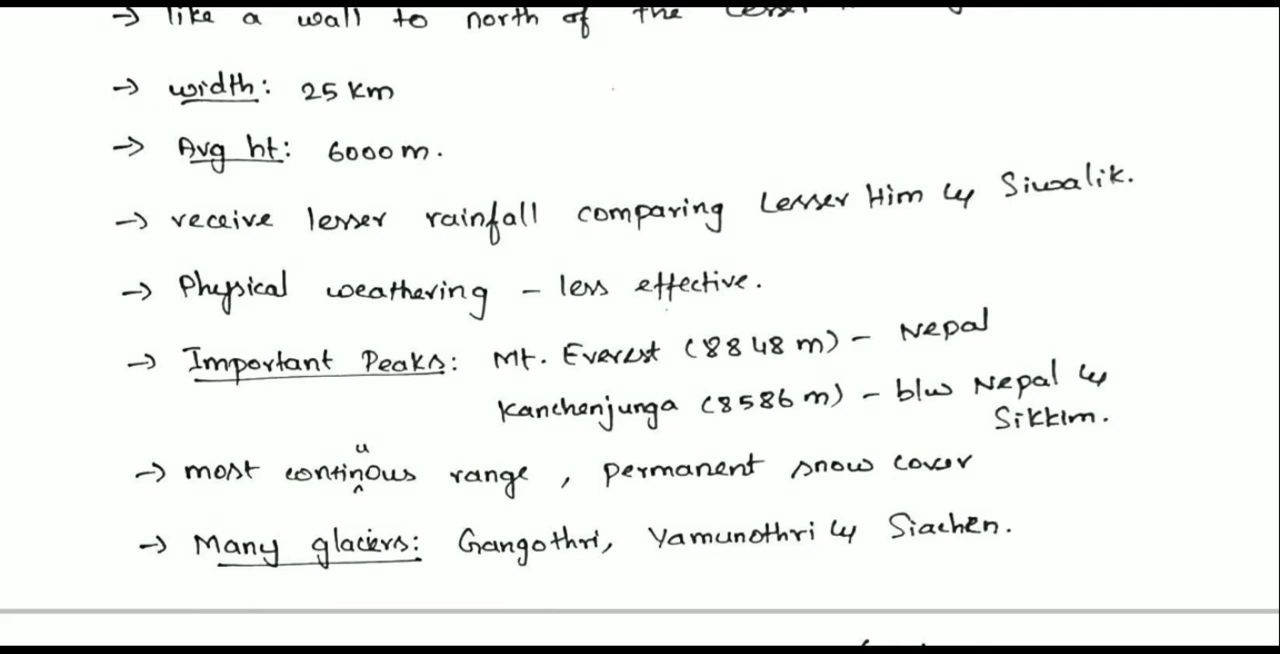 → like a wall to north of the Lesser
→ width: 25 Km
→ Avg ht: 6000 m.
→ receive lesser rainfall comparing Lesser Him & Siwalik.
→ Physical weathering - less effective.
→ Important Peaks: Mt. Everest (8848 m) - Nepal
Kanchenjunga (8586 m) - b/w Nepal &
Sikkim.
→ most continuous range, permanent snow cover
→ Many glaciers: Gangothri, Yamunothri & Siachen.